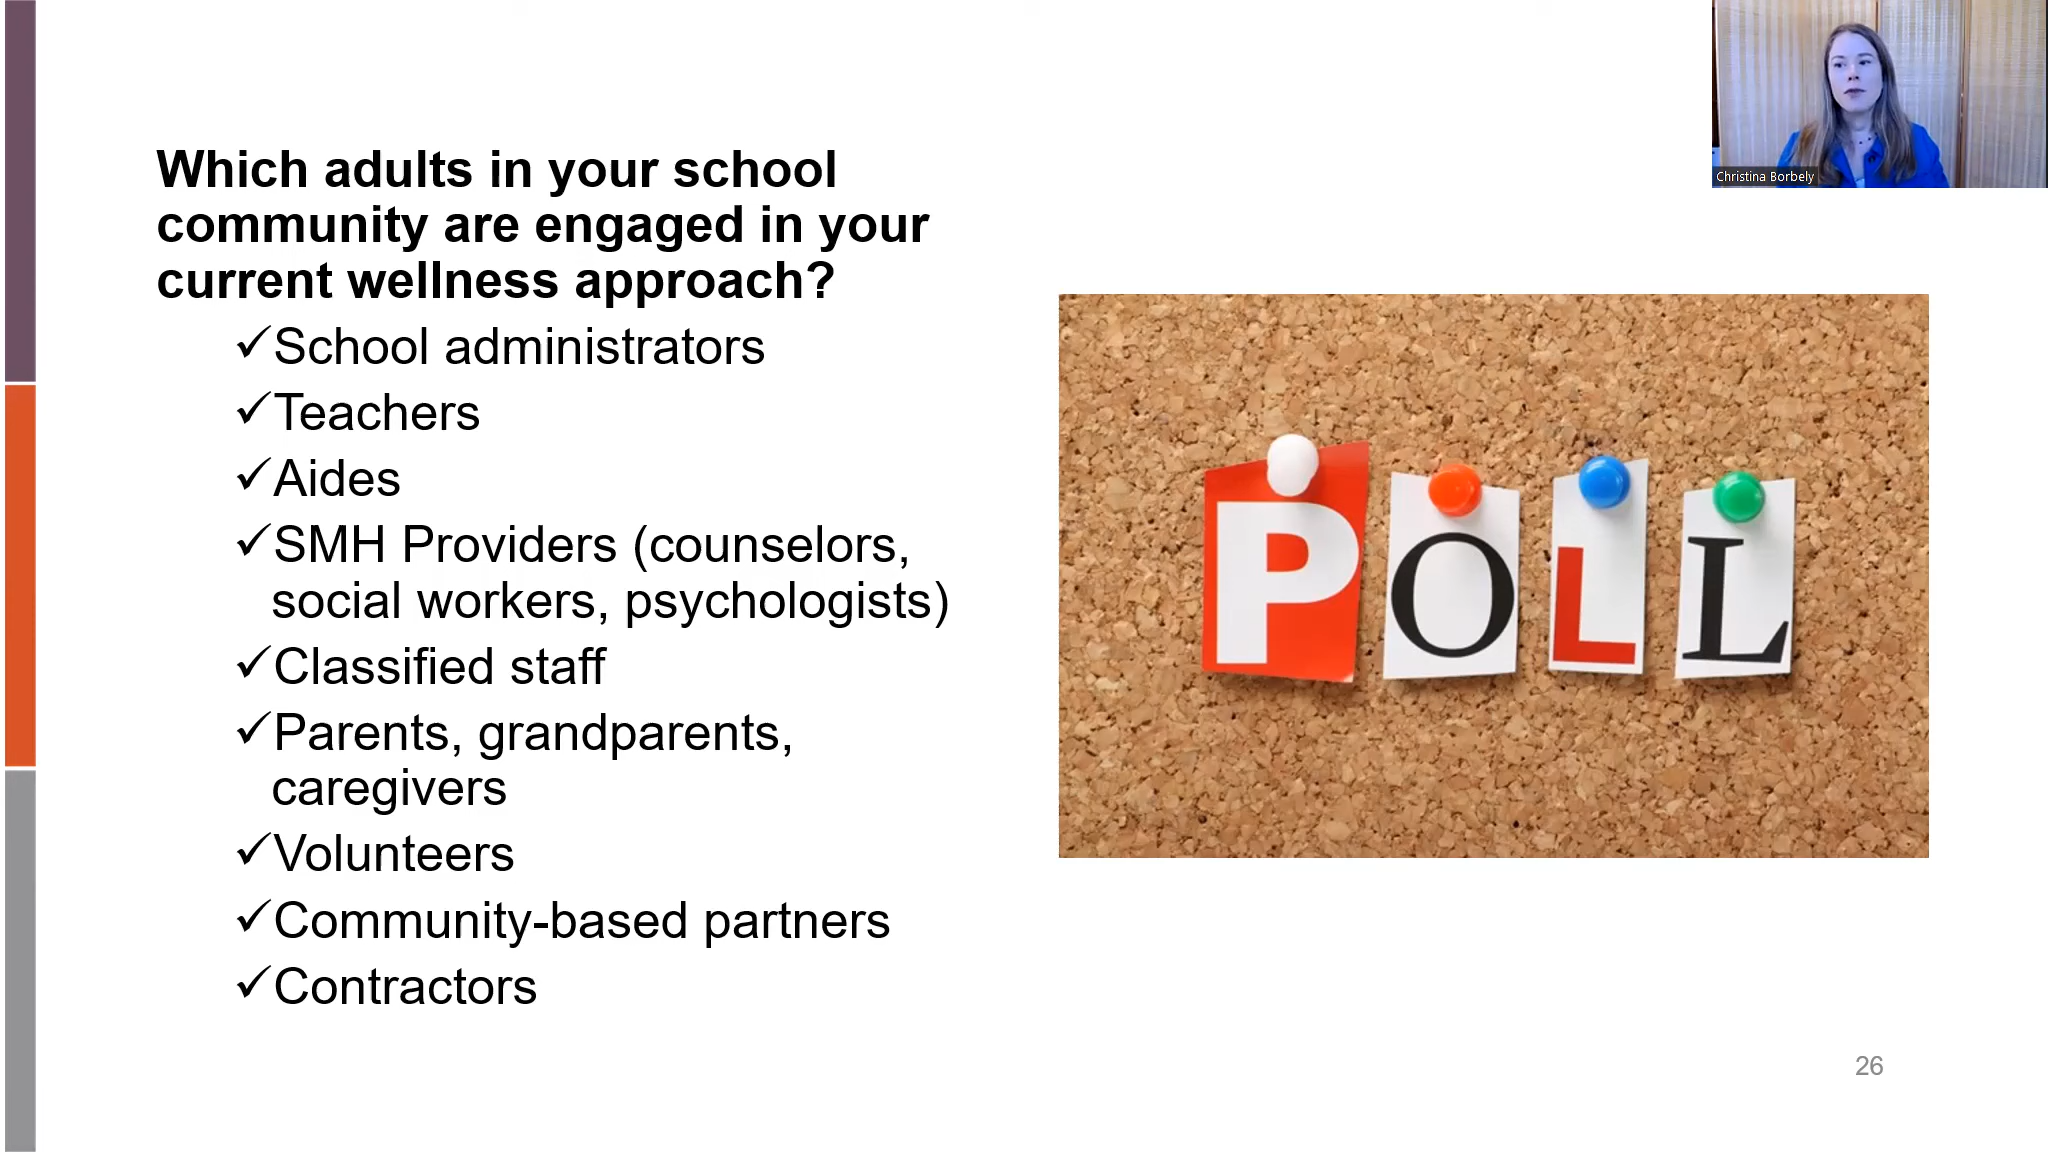 Christina Borbely
Which adults in your school
community are engaged in your
current wellness approach?
✓School administrators
✓Teachers
✓Aides
✓SMH Providers (counselors,
social workers, psychologists)
✓Classified staff
✓Parents, grandparents,
caregivers
✓Volunteers
✓Community-based partners
✓Contractors
POLL
26